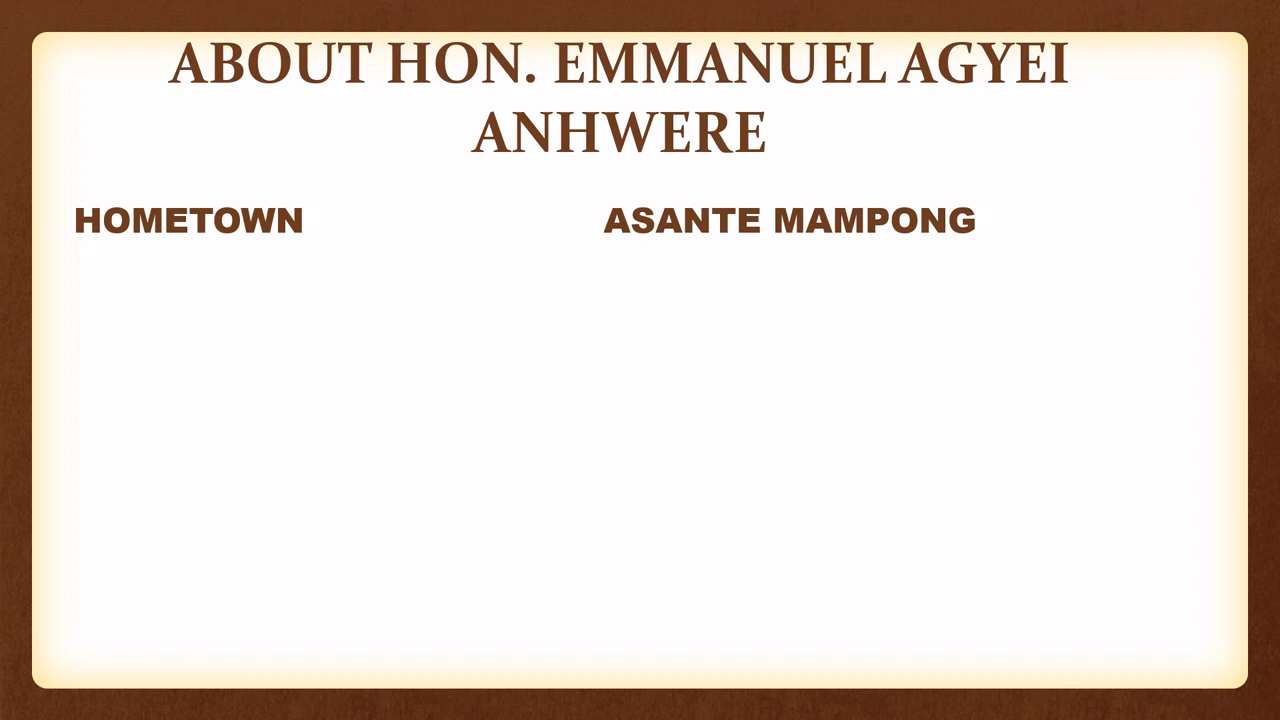 ABOUT HON. EMMANUEL AGYEI
ANHWERE
HOMETOWN ASANTE MAMPONG